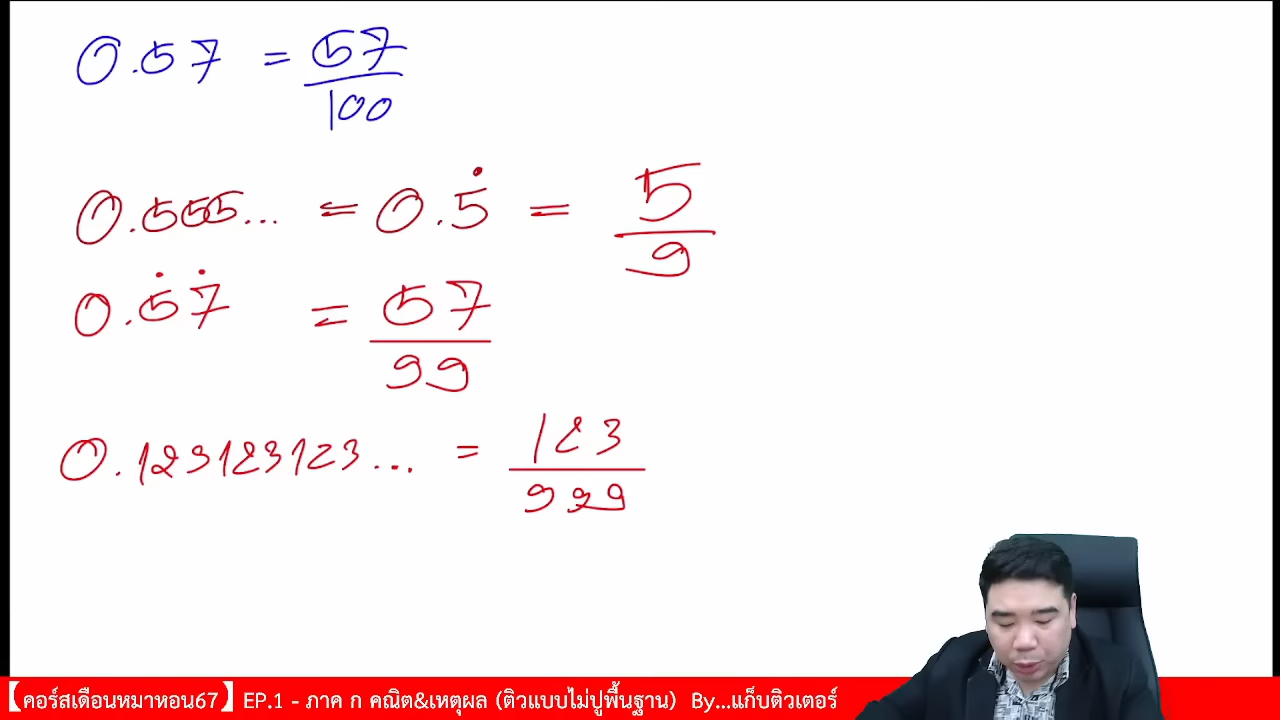 0.57 = 57/100
0.555... = 0.5̇ = 5/9
0.5̇7̇ = 57/99
0.123123123... = 123/999
【คอร์สเดือนหมาหอน67】 EP.1 - ภาค ก คณิต&เหตุผล (ติวแบบไม่ปูพื้นฐาน) By...แก็บติวเตอร์